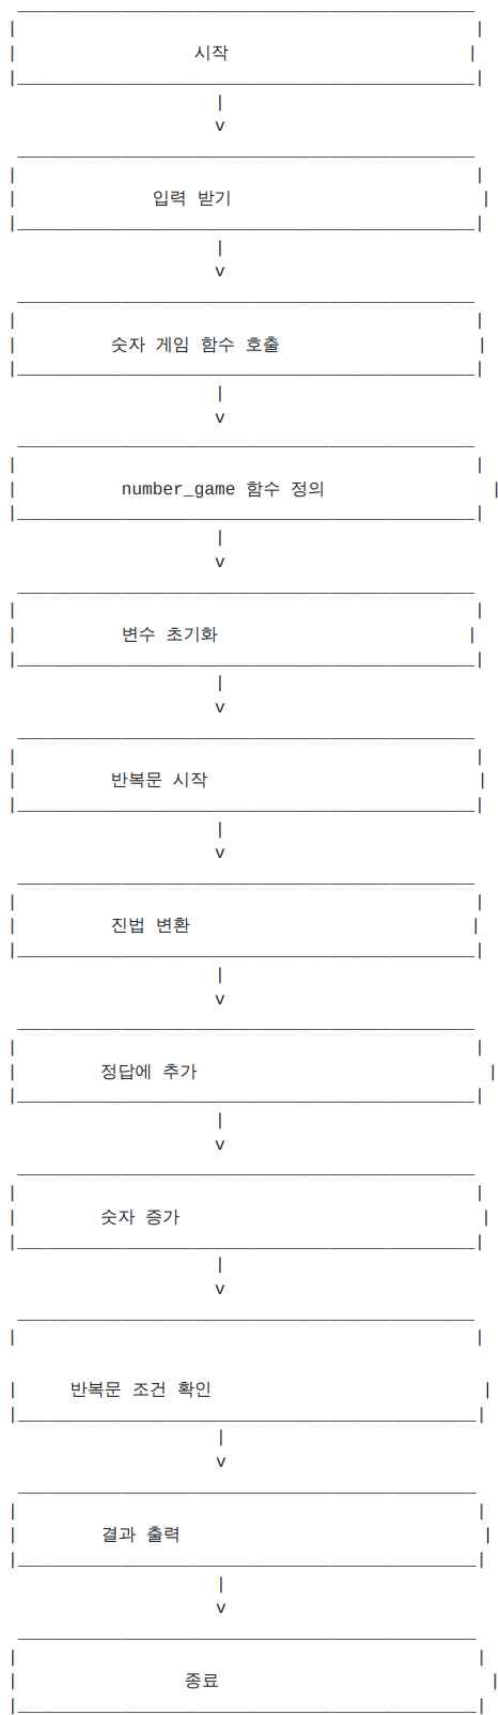 시작
v
입력 받기
v
숫자 게임 함수 호출
v
number_game 함수 정의
v
변수 초기화
v
반복문 시작
v
진법 변환
v
정답에 추가
v
숫자 증가
v
반복문 조건 확인
v
결과 출력
v
종료